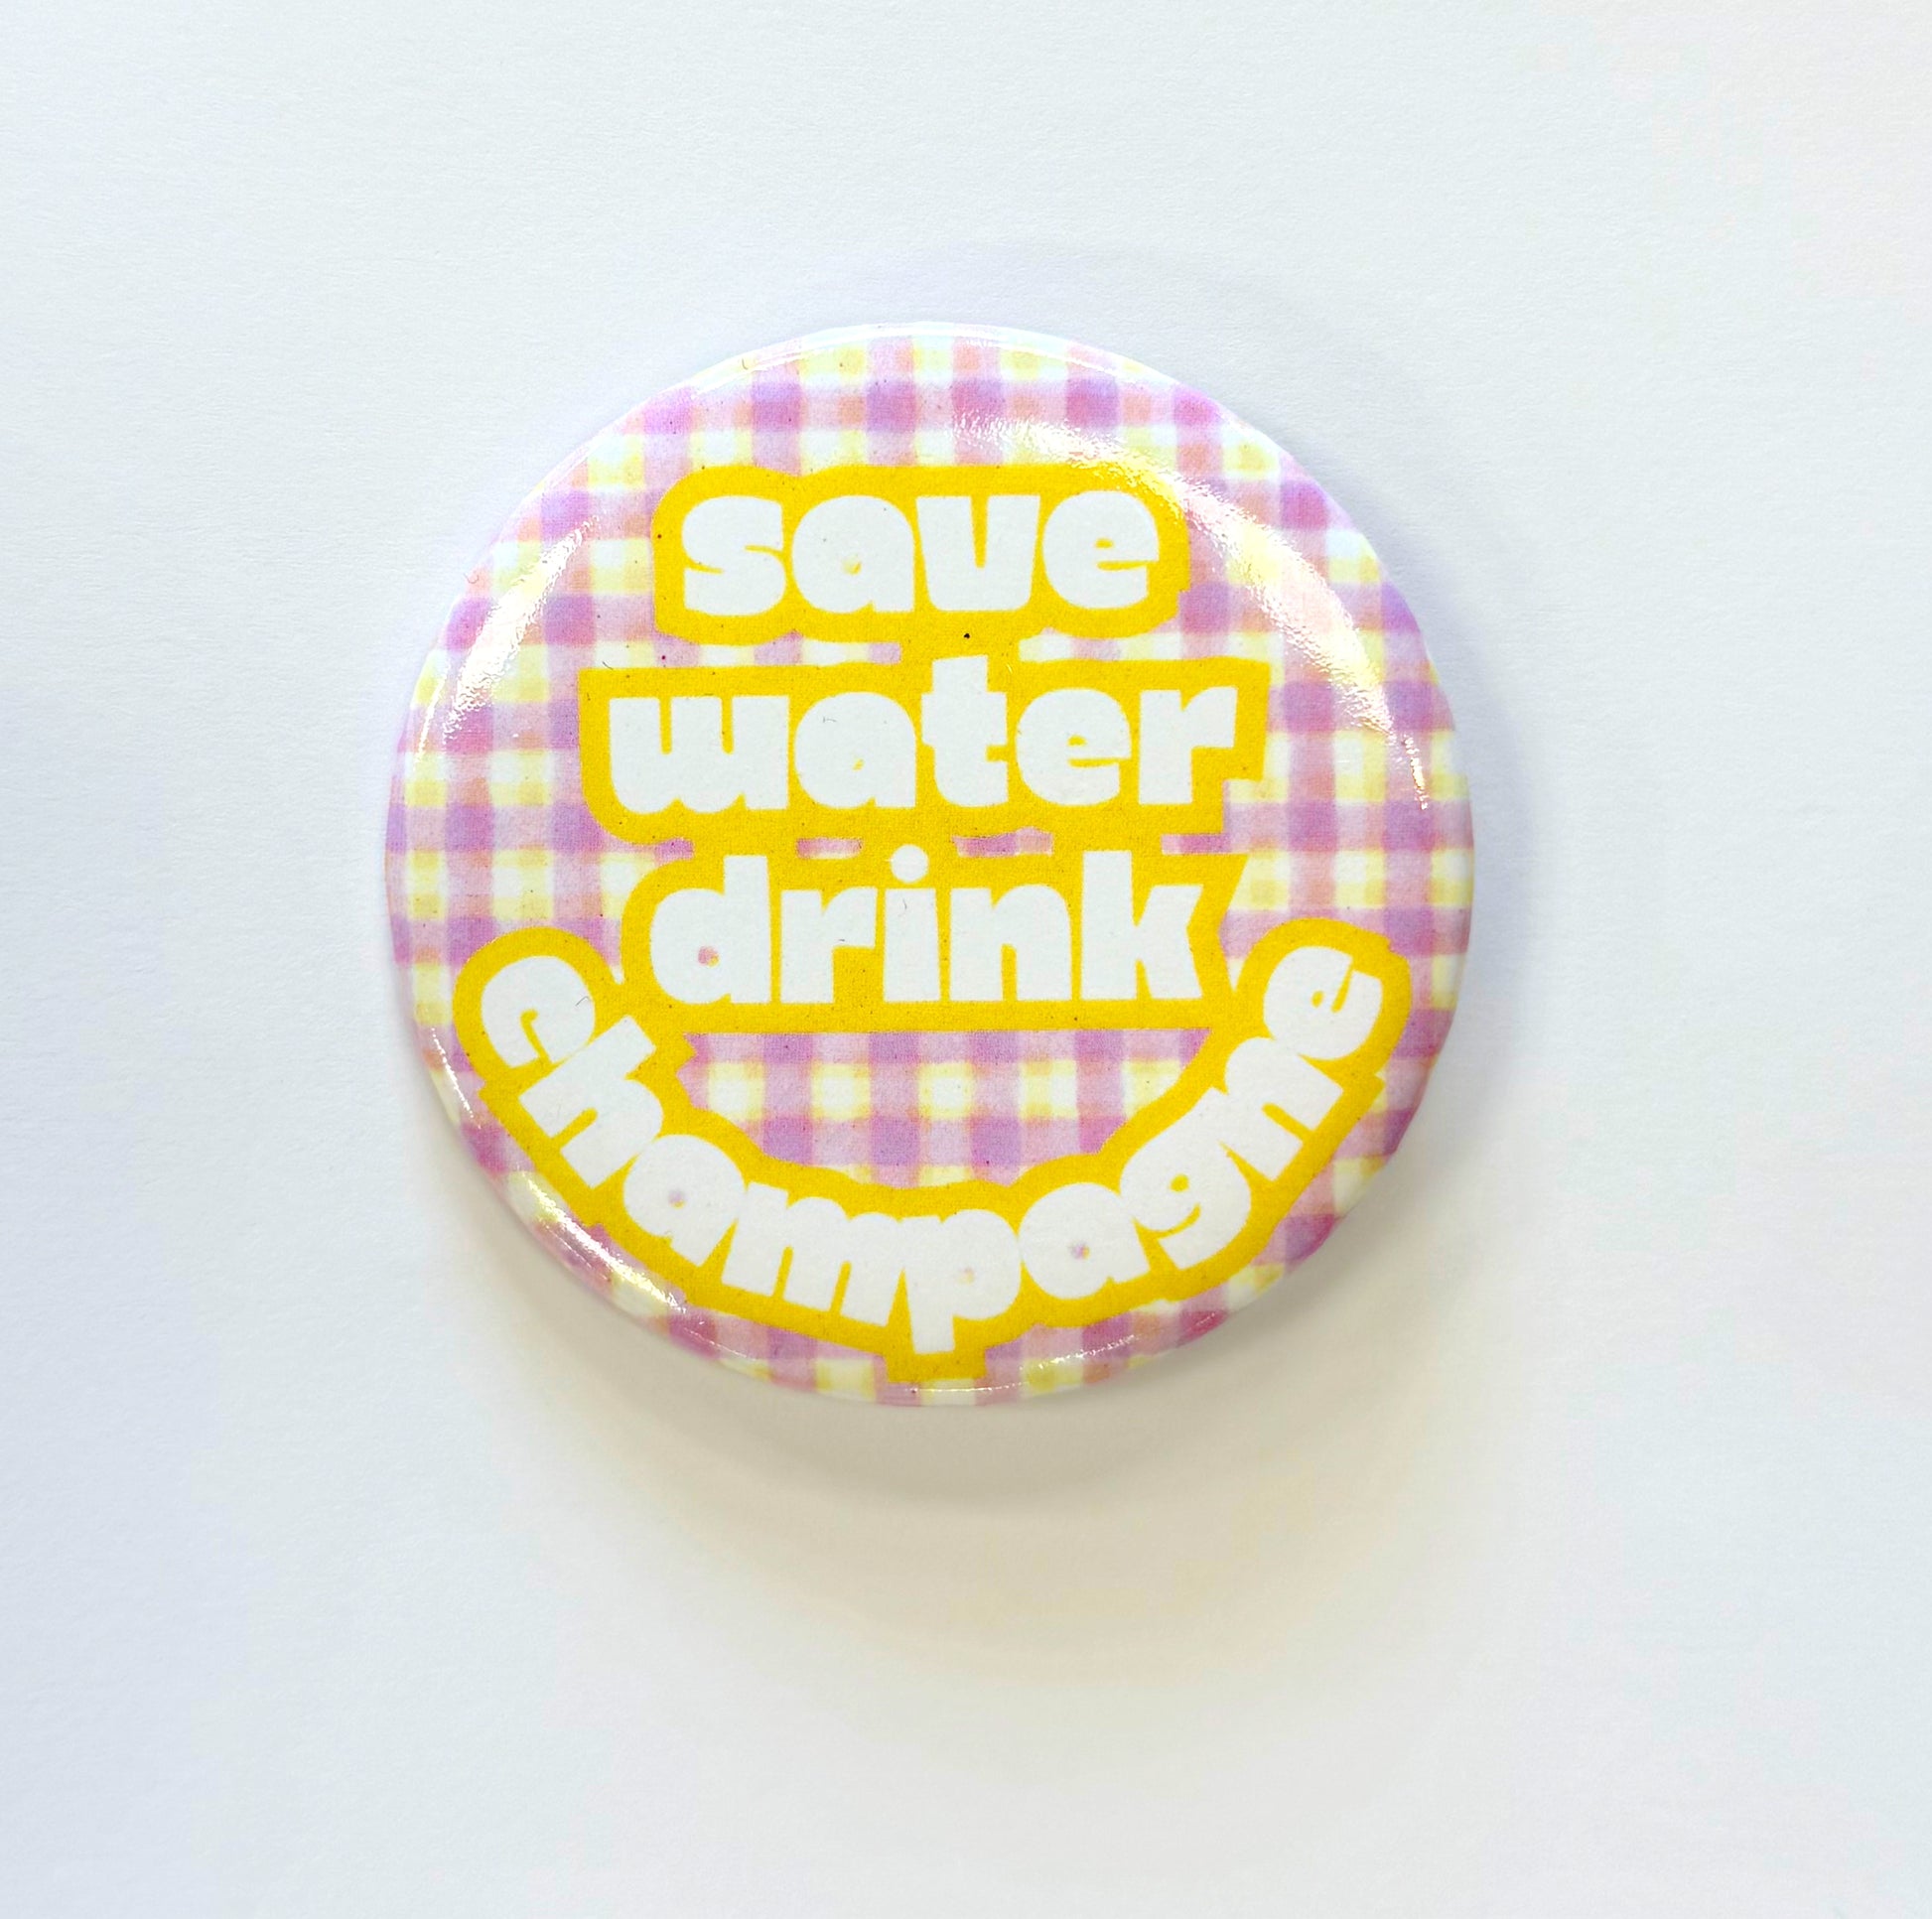 save
water
drink
champagne